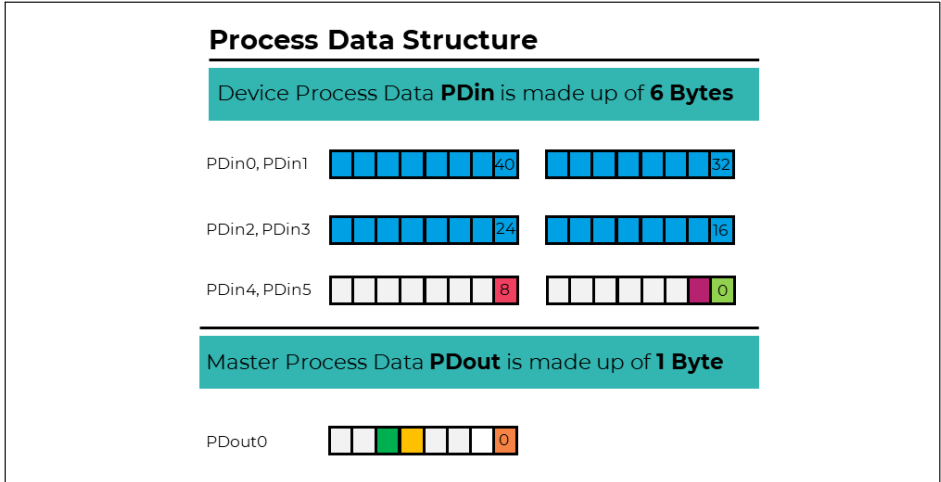 Process Data Structure
Device Process Data PDin is made up of 6 Bytes
PDin0, PDin1 40 32
PDin2, PDin3 24 16
PDin4, PDin5 8 0
Master Process Data PDout is made up of 1 Byte
PDout0 0